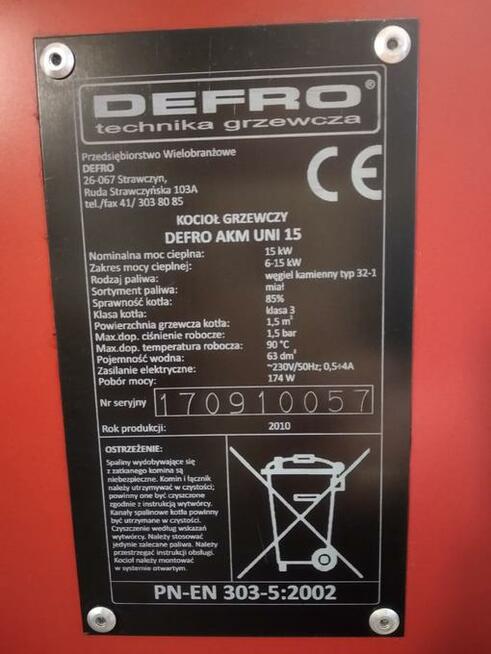 DEFRO®
technika grzewcza
Przedsiębiorstwo Wielobranżowe
DEFRO
26-067 Strawczyn,
Ruda Strawczyńska 103A
tel./fax 41/ 303 80 85
CE
KOCIOŁ GRZEWCZY
DEFRO AKM UNI 15
Nominalna moc cieplna: 15 kW
Zakres mocy cieplnej: 6-15 kW
Rodzaj paliwa: węgiel kamienny typ 32-1
Sortyment paliwa: miał
Sprawność kotła: 85%
Klasa kotła: klasa 3
Powierzchnia grzewcza kotła: 1,5 m²
Max.dop. ciśnienie robocze: 1,5 bar
Max.dop. temperatura robocza: 90 °C
Pojemność wodna: 63 dm³
Zasilanie elektryczne: ~230V/50Hz; 0,5÷4A
Pobór mocy: 174 W
Nr seryjny 170910057
Rok produkcji: 2010
OSTRZEŻENIE:
Spaliny wydobywające się
z zatkanego komina są
niebezpieczne. Komin i łącznik
należy utrzymywać w czystości;
powinny one być czyszczone
zgodnie z instrukcją wytwórcy.
Kanały spalinowe kotła powinny
być utrzymane w czystości.
Czyszczenie według wskazań
wytwórcy. Należy stosować
jedynie zalecane paliwa. Należy
przestrzegać instrukcji obsługi.
Kocioł należy montować
w systemie otwartym.
PN-EN 303-5:2002